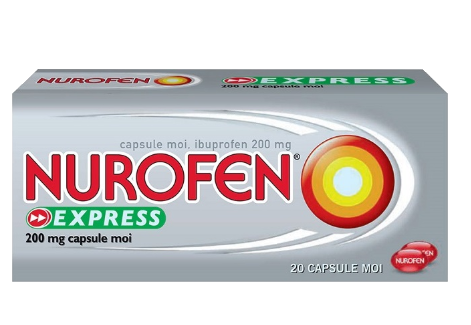 NUROFEN
EXPRESS
200 mg capsule moi
capsule moi, ibuprofen 200 mg
NUROFEN®
EXPRESS
200 mg capsule moi
20 CAPSULE MOI
NUROFEN